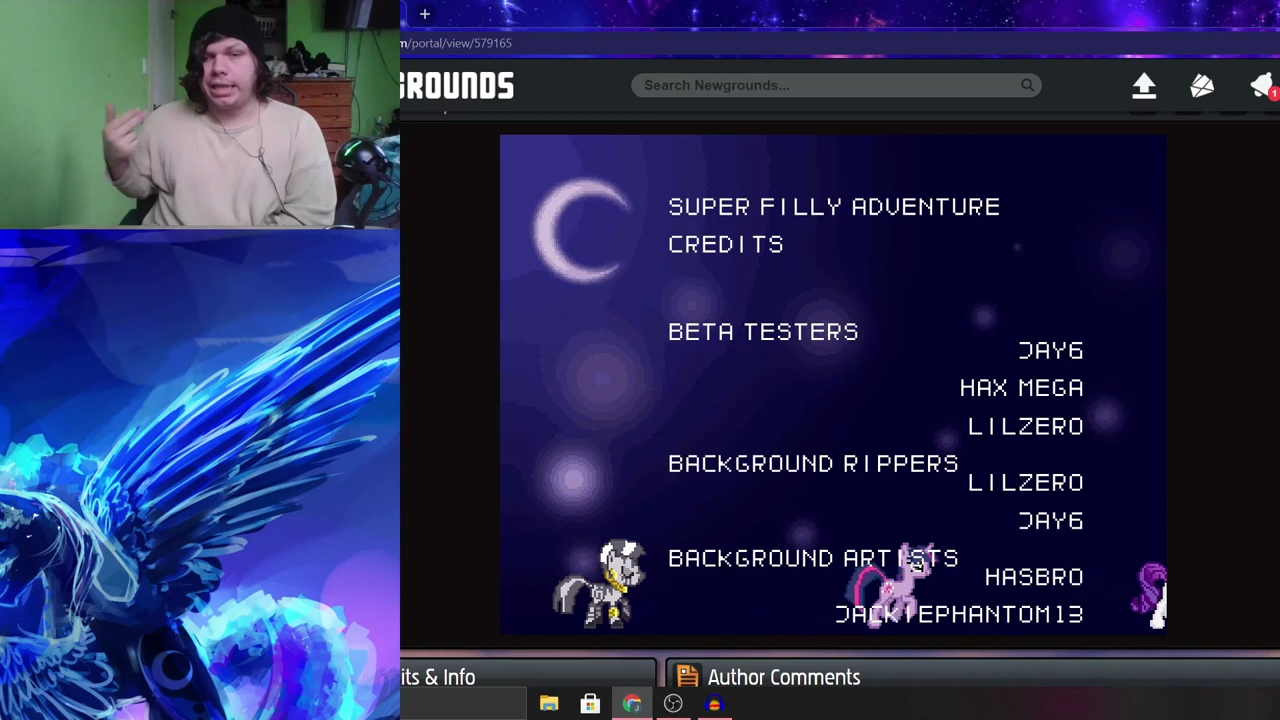 +
m/portal/view/579165
GROUNDS
Search Newgrounds...
1
SUPER FILLY ADVENTURE
CREDITS
BETA TESTERS
JAY6
HAX MEGA
LILZERO
BACKGROUND RIPPERS
LILZERO
JAY6
BACKGROUND ARTISTS
HASBRO
JACKIEPHANTOM13
its & Info
Author Comments